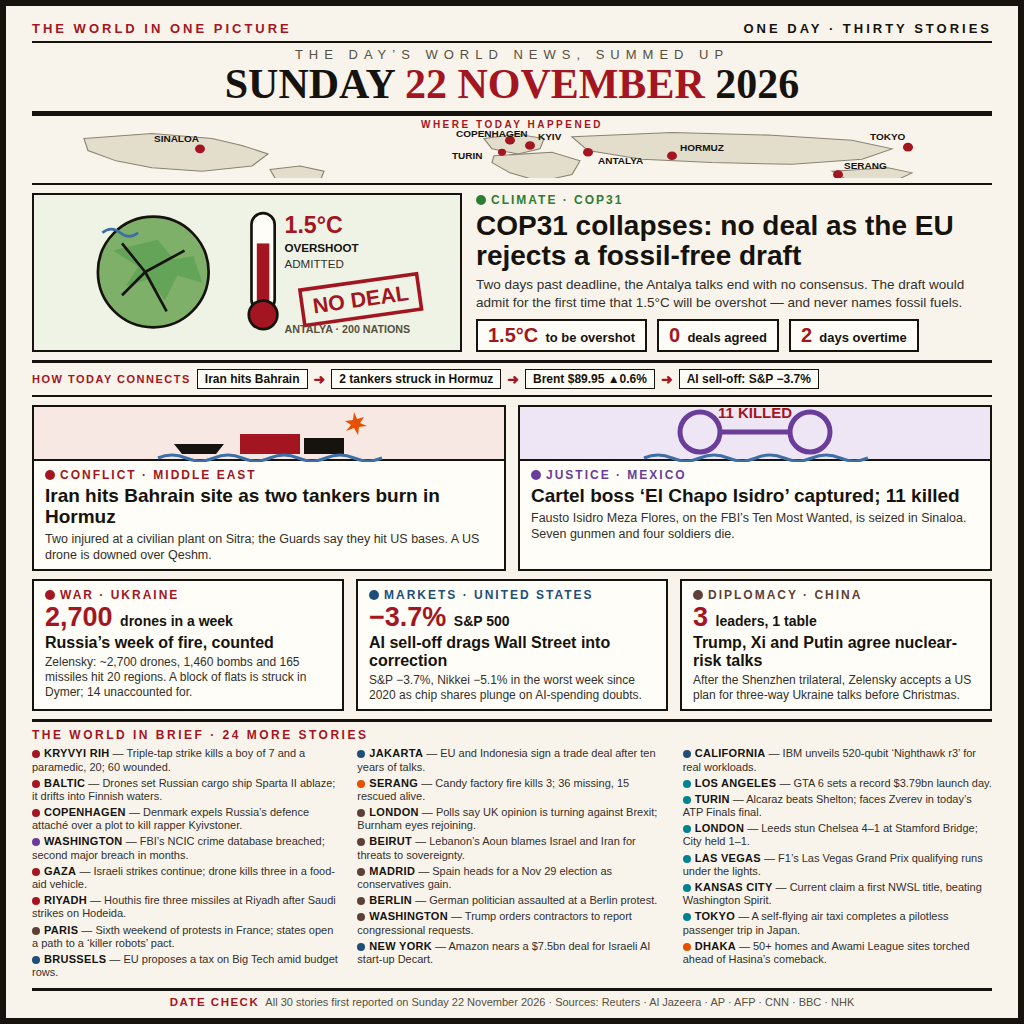 THE WORLD IN ONE PICTURE
ONE DAY · THIRTY STORIES
THE DAY’S WORLD NEWS, SUMMED UP
SUNDAY 22 NOVEMBER 2026
WHERE TODAY HAPPENED
SINALOA
COPENHAGEN
KYIV
TURIN
ANTALYA
HORMUZ
TOKYO
SERANG
1.5°C
OVERSHOOT
ADMITTED
NO DEAL
ANTALYA · 200 NATIONS
CLIMATE · COP31
COP31 collapses: no deal as the EU
rejects a fossil-free draft
Two days past deadline, the Antalya talks end with no consensus. The draft would
admit for the first time that 1.5°C will be overshot — and never names fossil fuels.
1.5°C to be overshot
0 deals agreed
2 days overtime
HOW TODAY CONNECTS
Iran hits Bahrain ➜ 2 tankers struck in Hormuz ➜ Brent $89.95 ▲0.6% ➜ AI sell-off: S&P −3.7%
CONFLICT · MIDDLE EAST
Iran hits Bahrain site as two tankers burn in
Hormuz
Two injured at a civilian plant on Sitra; the Guards say they hit US bases. A US
drone is downed over Qeshm.
11 KILLED
JUSTICE · MEXICO
Cartel boss ‘El Chapo Isidro’ captured; 11 killed
Fausto Isidro Meza Flores, on the FBI’s Ten Most Wanted, is seized in Sinaloa.
Seven gunmen and four soldiers die.
WAR · UKRAINE
2,700 drones in a week
Russia’s week of fire, counted
Zelensky: ~2,700 drones, 1,460 bombs and 165
missiles hit 20 regions. A block of flats is struck in
Dymer; 14 unaccounted for.
MARKETS · UNITED STATES
−3.7% S&P 500
AI sell-off drags Wall Street into
correction
S&P −3.7%, Nikkei −5.1% in the worst week since
2020 as chip shares plunge on AI-spending doubts.
DIPLOMACY · CHINA
3 leaders, 1 table
Trump, Xi and Putin agree nuclear-
risk talks
After the Shenzhen trilateral, Zelensky accepts a US
plan for three-way Ukraine talks before Christmas.
THE WORLD IN BRIEF · 24 MORE STORIES
KRYVYI RIH — Triple-tap strike kills a boy of 7 and a
paramedic, 20; 60 wounded.
BALTIC — Drones set Russian cargo ship Sparta II ablaze;
it drifts into Finnish waters.
COPENHAGEN — Denmark expels Russia’s defence
attaché over a plot to kill rapper Kyivstoner.
WASHINGTON — FBI’s NCIC crime database breached;
second major breach in months.
GAZA — Israeli strikes continue; drone kills three in a food-
aid vehicle.
RIYADH — Houthis fire three missiles at Riyadh after Saudi
strikes on Hodeida.
PARIS — Sixth weekend of protests in France; states open
a path to a ‘killer robots’ pact.
BRUSSELS — EU proposes a tax on Big Tech amid budget
rows.
JAKARTA — EU and Indonesia sign a trade deal after ten
years of talks.
SERANG — Candy factory fire kills 3; 36 missing, 15
rescued alive.
LONDON — Polls say UK opinion is turning against Brexit;
Burnham eyes rejoining.
BEIRUT — Lebanon’s Aoun blames Israel and Iran for
threats to sovereignty.
MADRID — Spain heads for a Nov 29 election as
conservatives gain.
BERLIN — German politician assaulted at a Berlin protest.
WASHINGTON — Trump orders contractors to report
congressional requests.
NEW YORK — Amazon nears a $7.5bn deal for Israeli AI
start-up Decart.
CALIFORNIA — IBM unveils 520-qubit ‘Nighthawk r3’ for
real workloads.
LOS ANGELES — GTA 6 sets a record $3.79bn launch day.
TURIN — Alcaraz beats Shelton; faces Zverev in today’s
ATP Finals final.
LONDON — Leeds stun Chelsea 4–1 at Stamford Bridge;
City held 1–1.
LAS VEGAS — F1’s Las Vegas Grand Prix qualifying runs
under the lights.
KANSAS CITY — Current claim a first NWSL title, beating
Washington Spirit.
TOKYO — A self-flying air taxi completes a pilotless
passenger trip in Japan.
DHAKA — 50+ homes and Awami League sites torched
ahead of Hasina’s comeback.
DATE CHECK All 30 stories first reported on Sunday 22 November 2026 · Sources: Reuters · Al Jazeera · AP · AFP · CNN · BBC · NHK